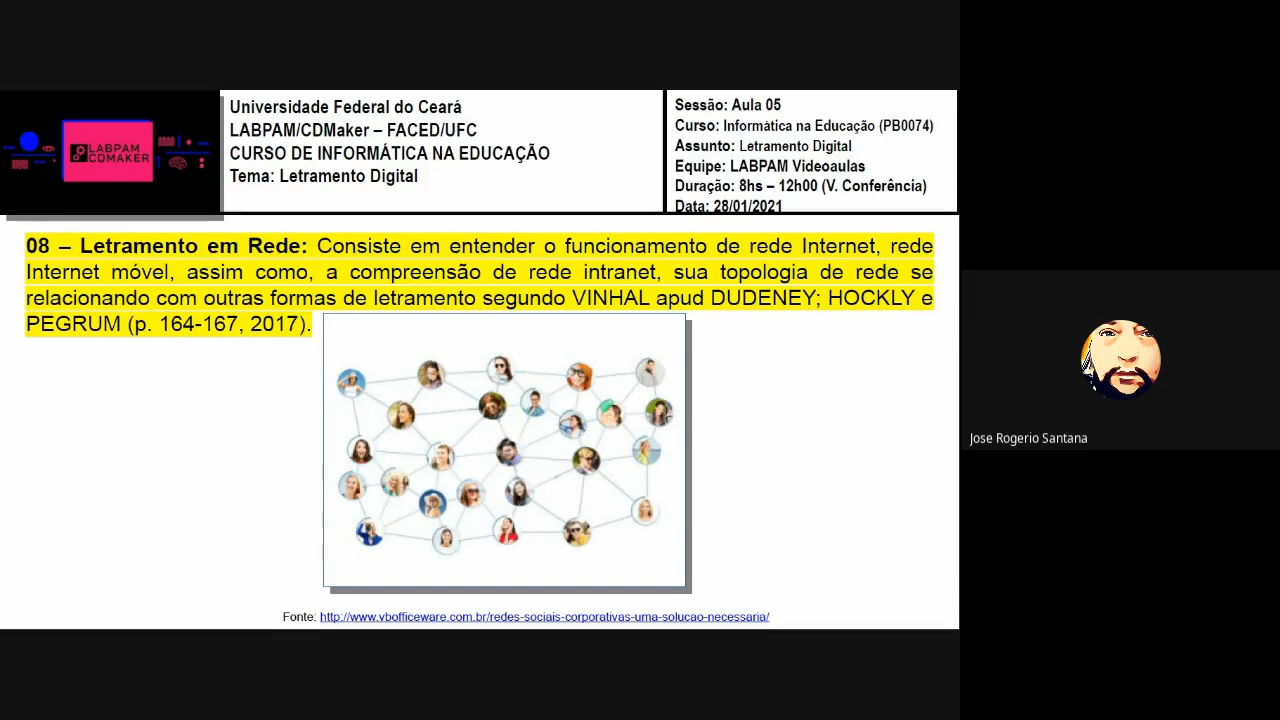 LABPAM
CDMAKER
Universidade Federal do Ceará
LABPAM/CDMaker – FACED/UFC
CURSO DE INFORMÁTICA NA EDUCAÇÃO
Tema: Letramento Digital
Sessão: Aula 05
Curso: Informática na Educação (PB0074)
Assunto: Letramento Digital
Equipe: LABPAM Videoaulas
Duração: 8hs – 12h00 (V. Conferência)
Data: 28/01/2021
08 – Letramento em Rede: Consiste em entender o funcionamento de rede Internet, rede
Internet móvel, assim como, a compreensão de rede intranet, sua topologia de rede se
relacionando com outras formas de letramento segundo VINHAL apud DUDENEY; HOCKLY e
PEGRUM (p. 164-167, 2017).
Fonte: http://www.vbofficeware.com.br/redes-sociais-corporativas-uma-solucao-necessaria/
Jose Rogerio Santana